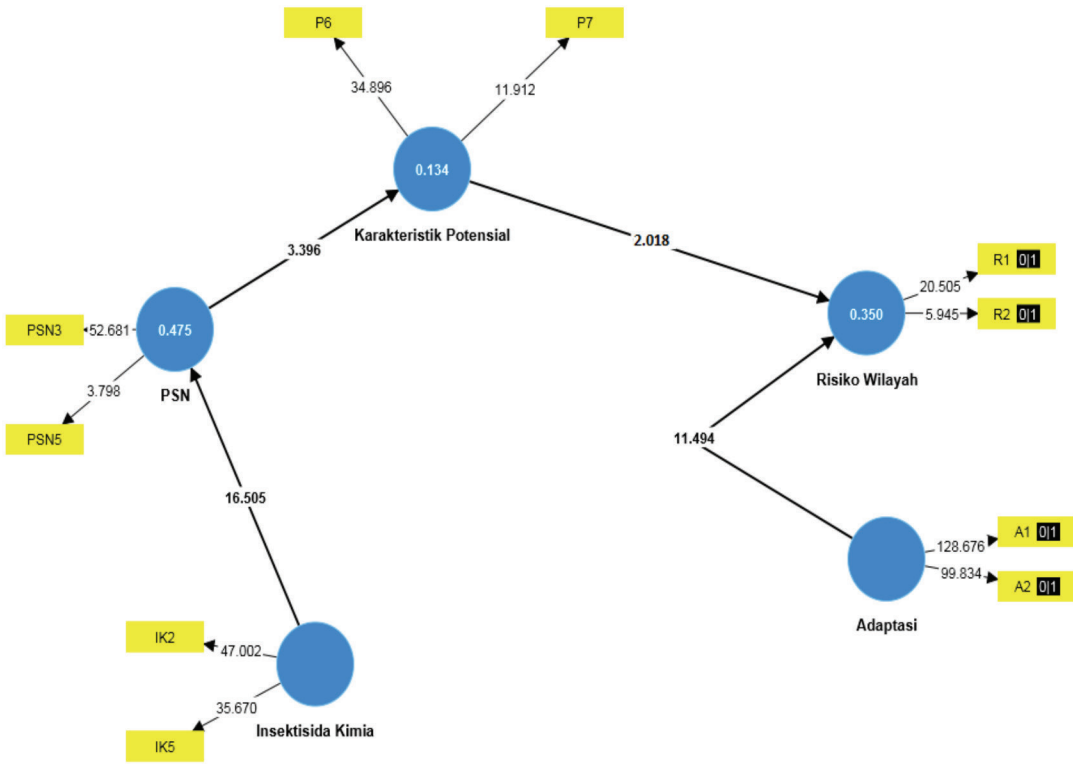 P6
P7
34.896
11.912
0.134
Karakteristik Potensial
3.396
2.018
R1 0|1
20.505
R2 0|1
5.945
0.350
Risiko Wilayah
PSN3
52.681
0.475
3.798
PSN
PSN5
11.494
16.505
A1 0|1
128.676
99.834
A2 0|1
Adaptasi
IK2
47.002
35.670
IK5
Insektisida Kimia